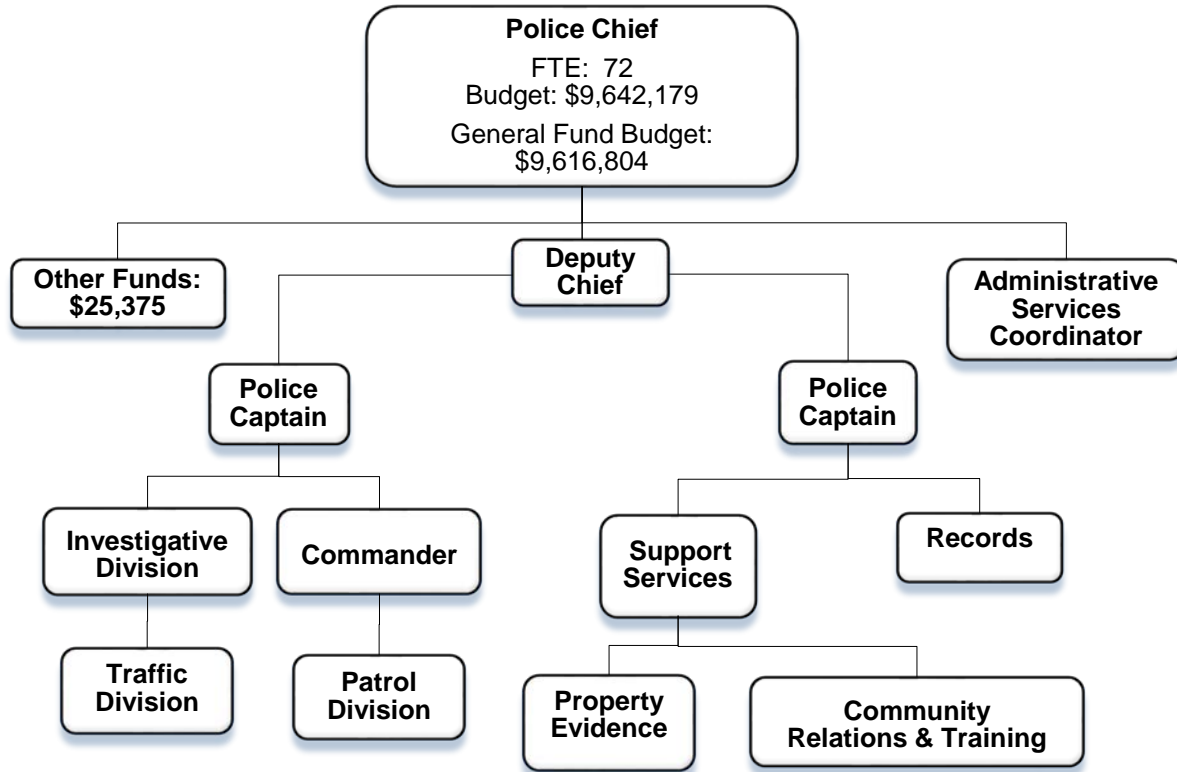 Police Chief
FTE: 72
Budget: $9,642,179
General Fund Budget:
$9,616,804
Other Funds:
$25,375
Deputy
Chief
Administrative
Services
Coordinator
Police
Captain
Police
Captain
Investigative
Division
Commander
Support
Services
Records
Traffic
Division
Patrol
Division
Property
Evidence
Community
Relations & Training